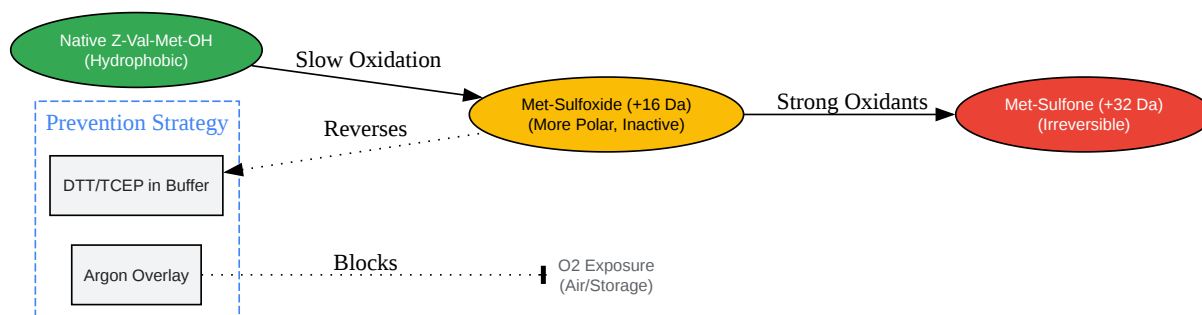 Native Z-Val-Met-OH
(Hydrophobic)
Slow Oxidation
Met-Sulfoxide (+16 Da)
(More Polar, Inactive)
Strong Oxidants
Met-Sulfone (+32 Da)
(Irreversible)
Prevention Strategy
Reverses
DTT/TCEP in Buffer
Argon Overlay
Blocks
O2 Exposure
(Air/Storage)